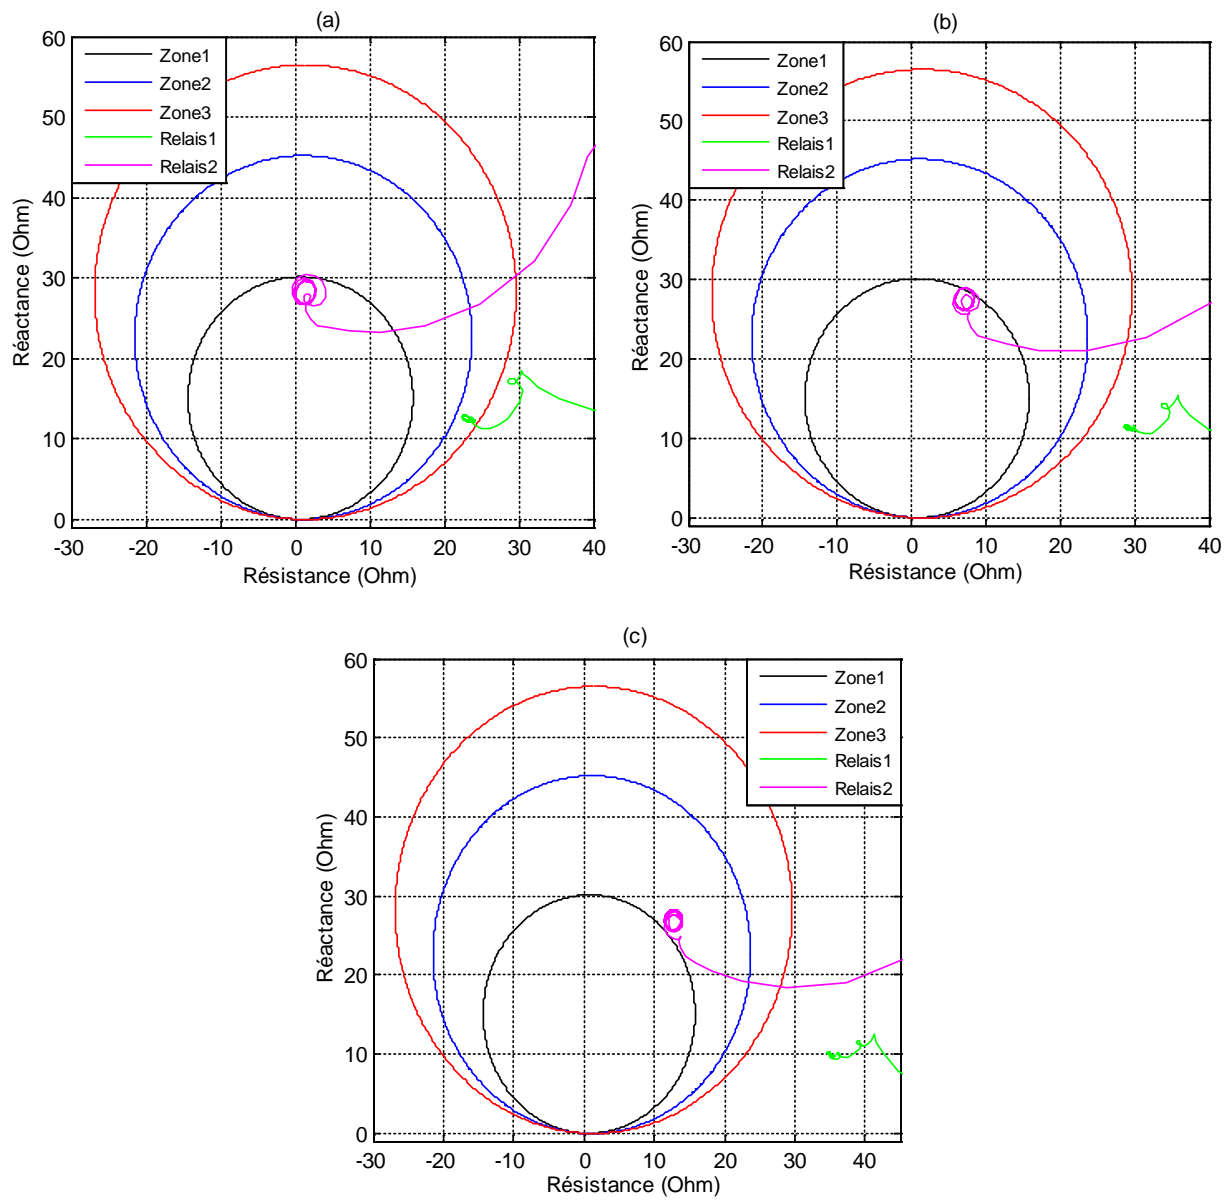 (a)
60
50
40
30
20
10
0
-30 -20 -10 0 10 20 30 40
Réactance (Ohm)
Résistance (Ohm)
Zone1
Zone2
Zone3
Relais1
Relais2
(b)
60
50
40
30
20
10
0
-30 -20 -10 0 10 20 30 40
Réactance (Ohm)
Résistance (Ohm)
Zone1
Zone2
Zone3
Relais1
Relais2
(c)
60
50
40
30
20
10
0
-30 -20 -10 0 10 20 30 40
Réactance (Ohm)
Résistance (Ohm)
Zone1
Zone2
Zone3
Relais1
Relais2